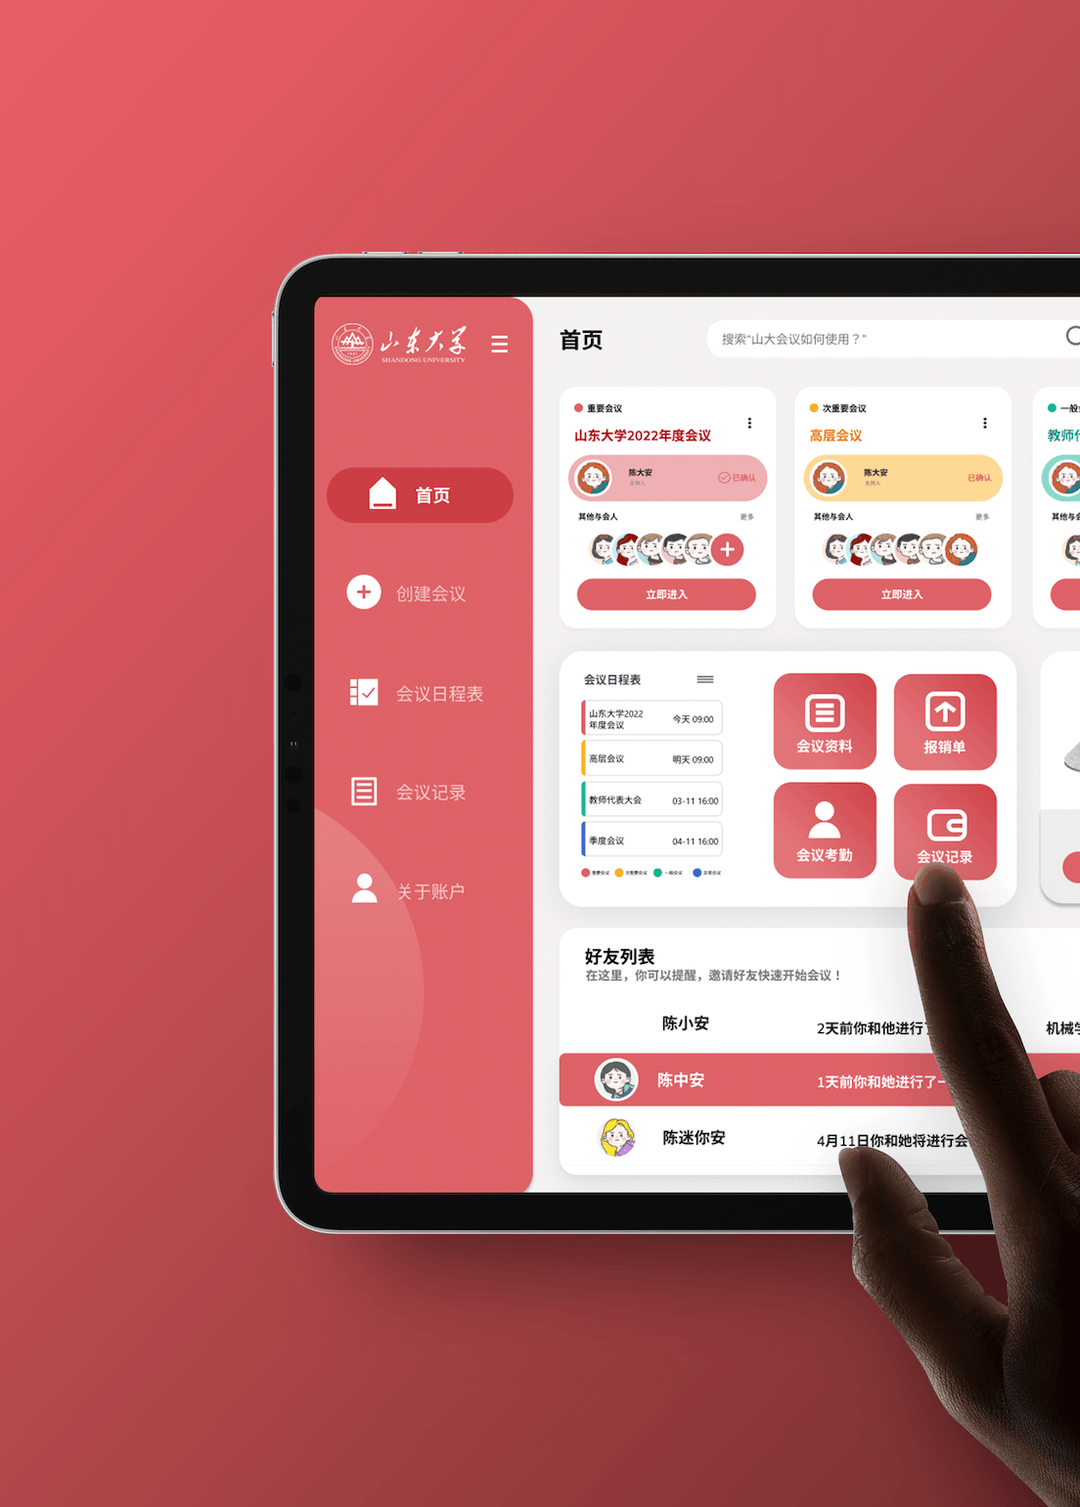 山东大学
SHANDONG UNIVERSITY
首页
创建会议
会议日程表
会议记录
关于账户
首页
搜索“山大会议如何使用？”
重要会议
山东大学2022年度会议
陈大安
主持人
已确认
其他与会人
更多
立即进入
次重要会议
高层会议
陈大安
主持人
已确认
其他与会人
更多
立即进入
一般会
教师代
其他与会
会议日程表
山东大学2022
年度会议
今天 09:00
高层会议
明天 09:00
教师代表大会
03-11 16:00
季度会议
04-11 16:00
重要会议
次重要会议
一般会议
会议资料
报销单
会议考勤
会议记录
好友列表
在这里，你可以提醒，邀请好友快速开始会议！
陈小安
2天前你和他进行了
机械学
陈中安
1天前你和她进行了一
陈迷你安
4月11日你和她将进行会